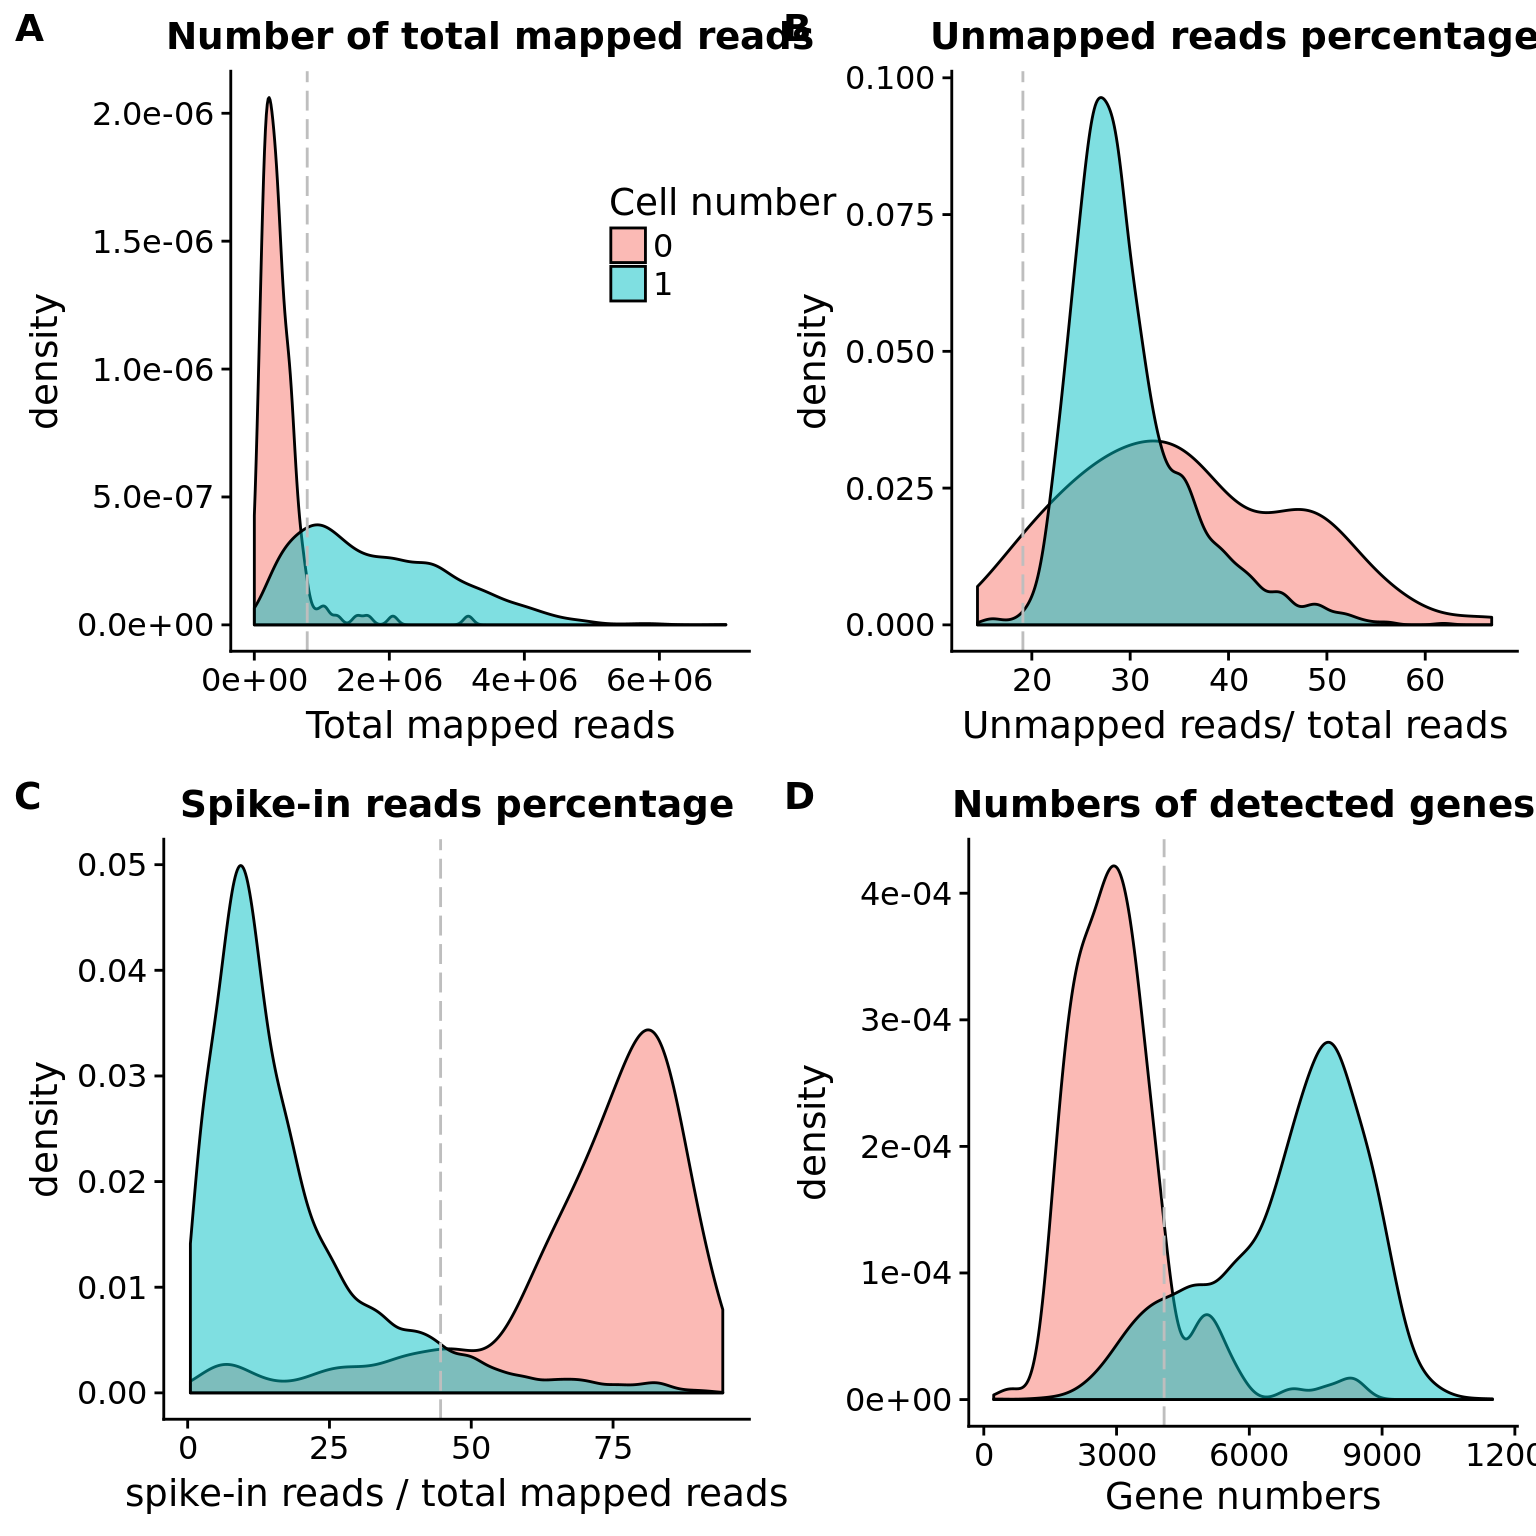 A
Number of total mapped reads
2.0e-06
1.5e-06
1.0e-06
5.0e-07
0.0e+00
density
Cell number
0
1
0e+00 2e+06 4e+06 6e+06
Total mapped reads
B
Unmapped reads percentage
0.100
0.075
0.050
0.025
0.000
density
20 30 40 50 60
Unmapped reads/ total reads
C
Spike-in reads percentage
0.05
0.04
0.03
0.02
0.01
0.00
density
0 25 50 75
spike-in reads / total mapped reads
D
Numbers of detected genes
4e-04
3e-04
2e-04
1e-04
0e+00
density
0 3000 6000 9000 1200
Gene numbers